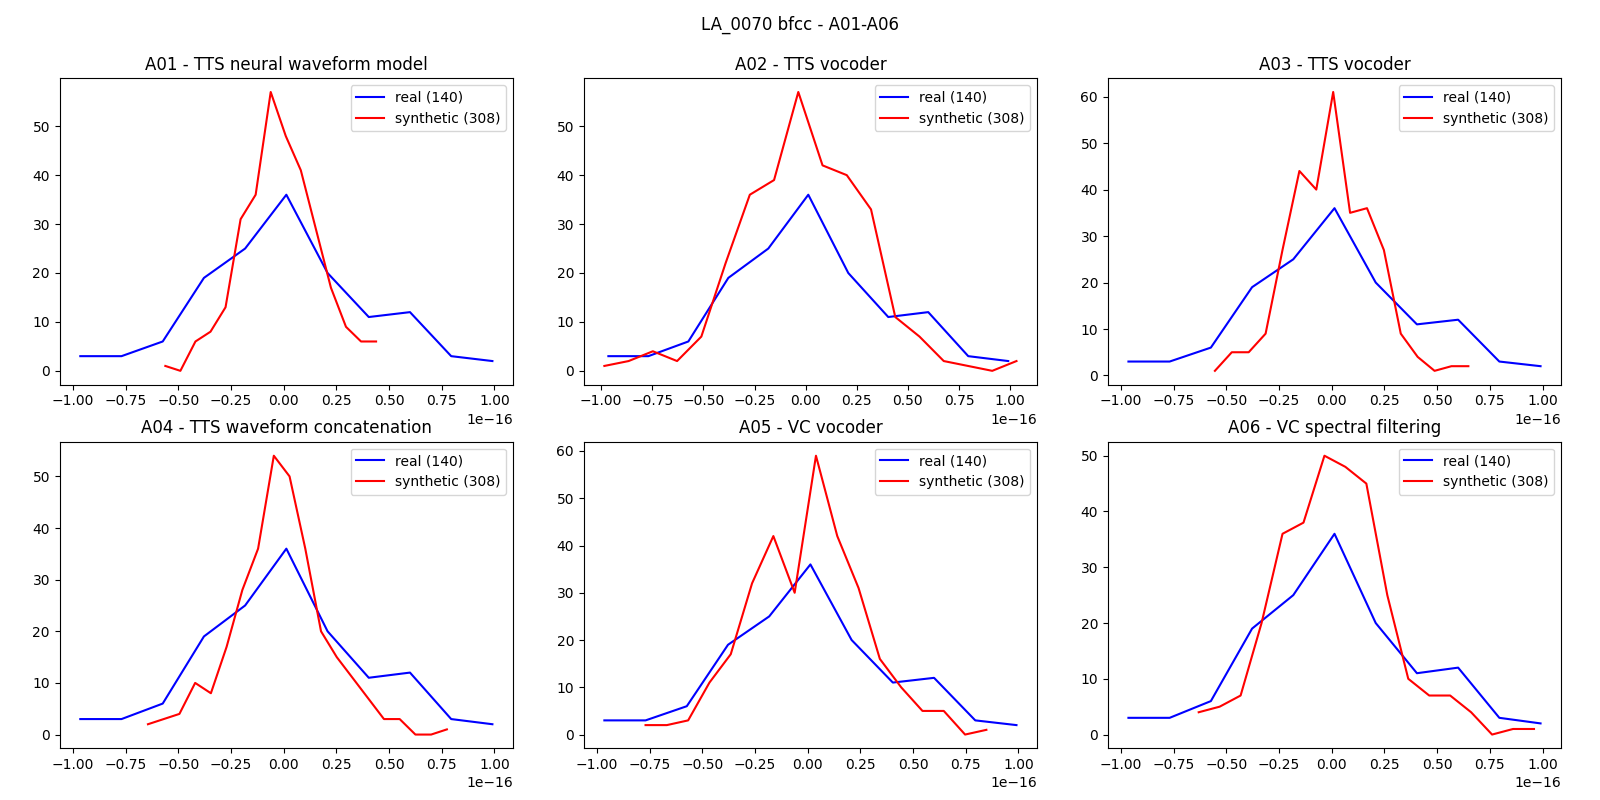 LA_0070 bfcc - A01-A06
A01 - TTS neural waveform model
real (140)
synthetic (308)
50
40
30
20
10
0
−1.00 −0.75 −0.50 −0.25 0.00 0.25 0.50 0.75 1.00
1e−16
A02 - TTS vocoder
real (140)
synthetic (308)
50
40
30
20
10
0
−1.00 −0.75 −0.50 −0.25 0.00 0.25 0.50 0.75 1.00
1e−16
A03 - TTS vocoder
real (140)
synthetic (308)
60
50
40
30
20
10
0
−1.00 −0.75 −0.50 −0.25 0.00 0.25 0.50 0.75 1.00
1e−16
A04 - TTS waveform concatenation
real (140)
synthetic (308)
50
40
30
20
10
0
−1.00 −0.75 −0.50 −0.25 0.00 0.25 0.50 0.75 1.00
1e−16
A05 - VC vocoder
real (140)
synthetic (308)
60
50
40
30
20
10
0
−1.00 −0.75 −0.50 −0.25 0.00 0.25 0.50 0.75 1.00
1e−16
A06 - VC spectral filtering
real (140)
synthetic (308)
50
40
30
20
10
0
−1.00 −0.75 −0.50 −0.25 0.00 0.25 0.50 0.75 1.00
1e−16